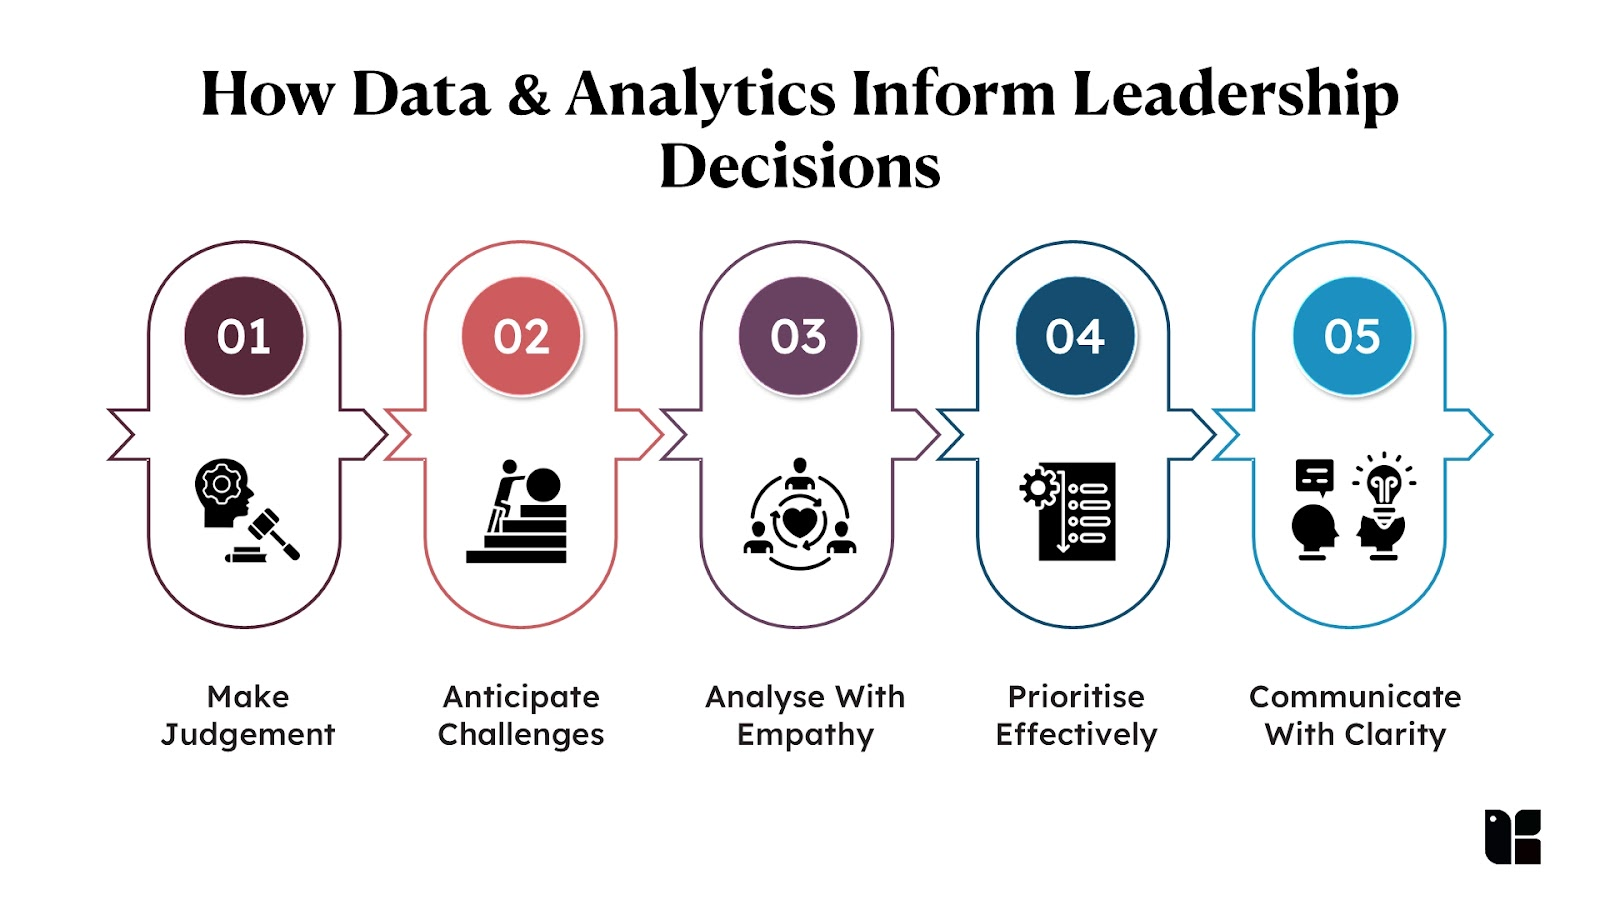 How Data & Analytics Inform Leadership
Decisions
01
02
03
04
05
Make
Judgement
Anticipate
Challenges
Analyse With
Empathy
Prioritise
Effectively
Communicate
With Clarity